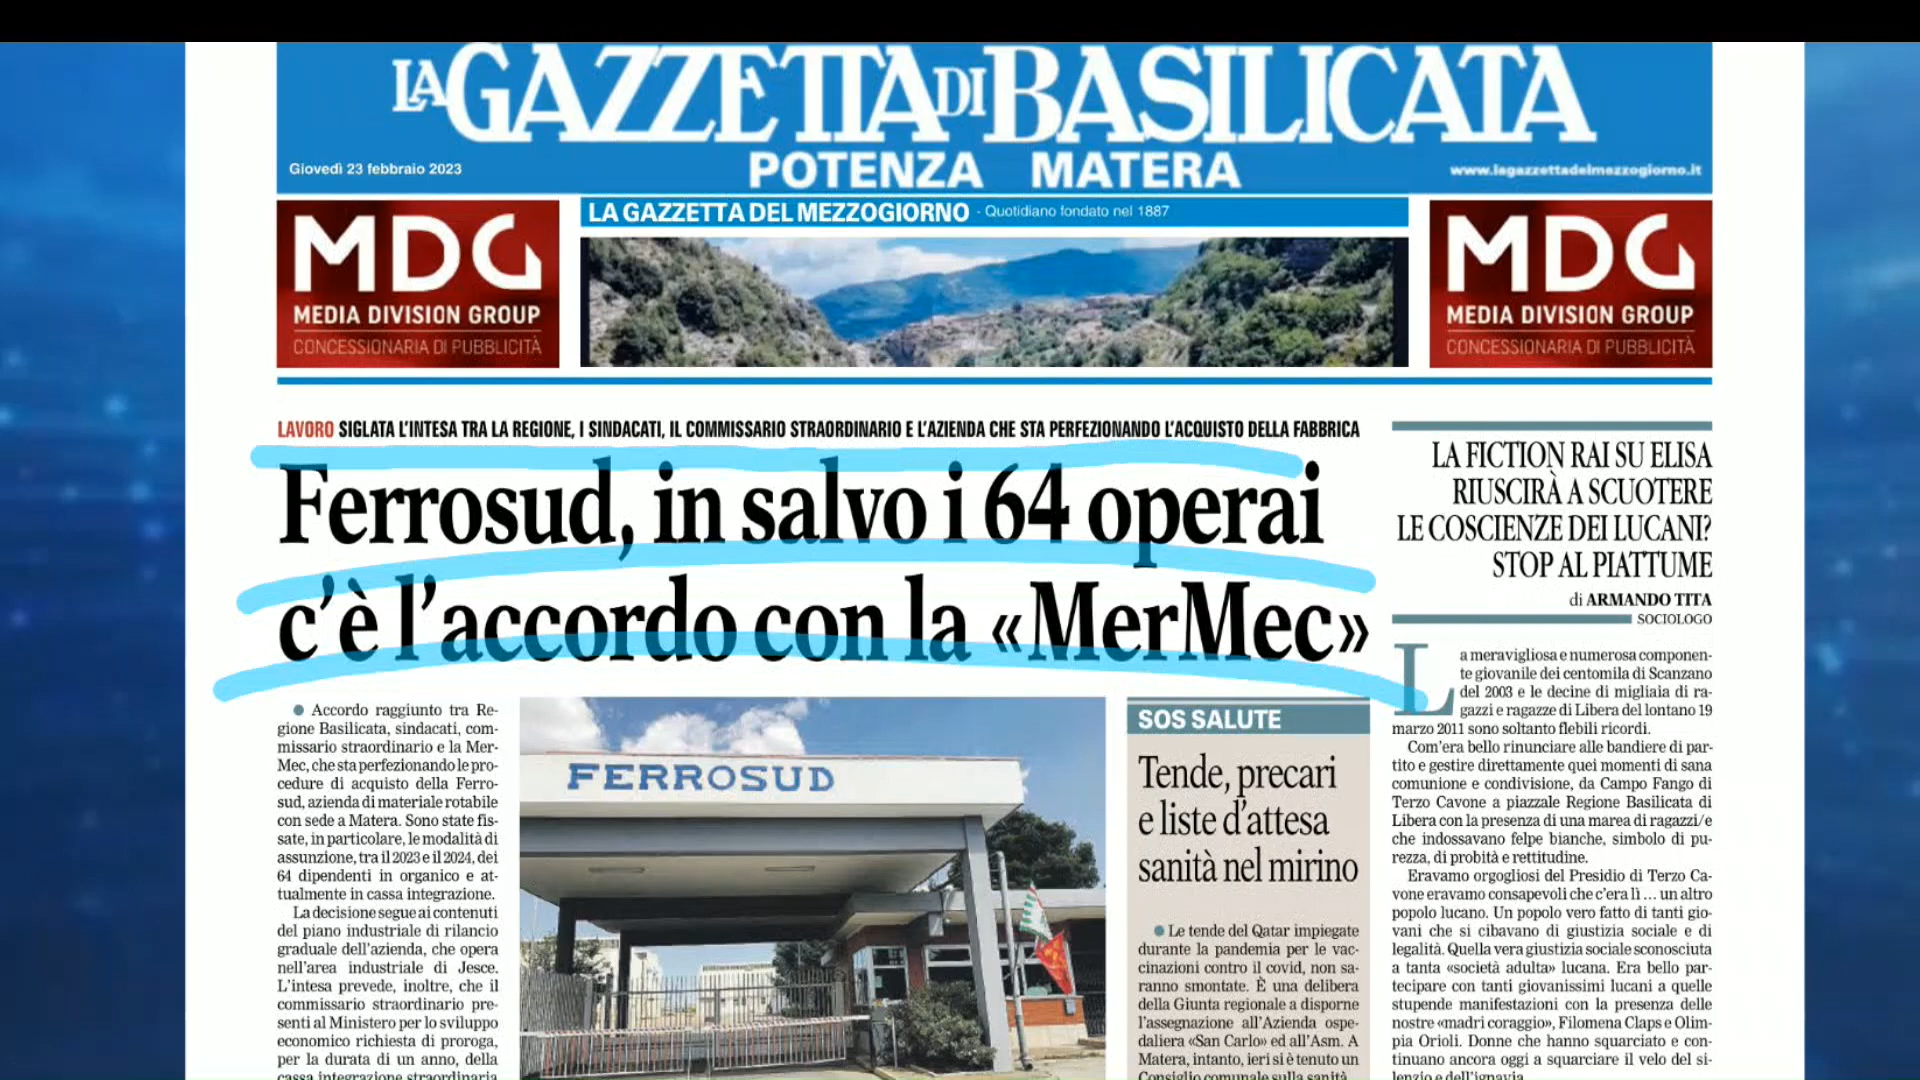 LA GAZZETTA DI BASILICATA
POTENZA MATERA
Giovedì 23 febbraio 2023
www.lagazzettadelmezzogiorno.it
MDG
MEDIA DIVISION GROUP
CONCESSIONARIA DI PUBBLICITÀ
LA GAZZETTA DEL MEZZOGIORNO - Quotidiano fondato nel 1887
MDG
MEDIA DIVISION GROUP
CONCESSIONARIA DI PUBBLICITÀ
LAVORO SIGLATA L'INTESA TRA LA REGIONE, I SINDACATI, IL COMMISSARIO STRAORDINARIO E L'AZIENDA CHE STA PERFEZIONANDO L'ACQUISTO DELLA FABBRICA
Ferrosud, in salvo i 64 operai
c'è l'accordo con la «MerMec»
● Accordo raggiunto tra Re-
gione Basilicata, sindacati, com-
missario straordinario e la Mer-
Mec, che sta perfezionando le pro-
cedure di acquisto della Ferro-
sud, azienda di materiale rotabile
con sede a Matera. Sono state fis-
sate, in particolare, le modalità di
assunzione, tra il 2023 e il 2024, dei
64 dipendenti in organico e at-
tualmente in cassa integrazione.
La decisione segue ai contenuti
del piano industriale di rilancio
graduale dell'azienda, che opera
nell'area industriale di Jesce.
L'intesa prevede, inoltre, che il
commissario straordinario pre-
senti al Ministero per lo sviluppo
economico richiesta di proroga,
per la durata di un anno, della
cassa integrazione straordinaria
FERROSUD
SOS SALUTE
Tende, precari
e liste d'attesa
sanità nel mirino
● Le tende del Qatar impiegate
durante la pandemia per le vac-
cinazioni contro il covid, non sa-
ranno smontate. È una delibera
della Giunta regionale a disporne
l'assegnazione all'Azienda ospe-
daliera «San Carlo» ed all'Asm. A
Matera, intanto, ieri si è tenuto un
Consiglio comunale sulla sanità.
LA FICTION RAI SU ELISA
RIUSCIRÀ A SCUOTERE
LE COSCIENZE DEI LUCANI?
STOP AL PIATTUME
di ARMANDO TITA
SOCIOLOGO
La meravigliosa e numerosa componen-
te giovanile dei centomila di Scanzano
del 2003 e le decine di migliaia di ra-
gazzi e ragazze di Libera del lontano 19
marzo 2011 sono soltanto flebili ricordi.
Com'era bello rinunciare alle bandiere di par-
tito e gestire direttamente quei momenti di sana
comunione e condivisione, da Campo Fango di
Terzo Cavone a piazzale Regione Basilicata di
Libera con la presenza di una marea di ragazzi/e
che indossavano felpe bianche, simbolo di pu-
rezza, di probità e rettitudine.
Eravamo orgogliosi del Presidio di Terzo Ca-
vone eravamo consapevoli che c'era lì ... un altro
popolo lucano. Un popolo vero fatto di tanti gio-
vani che si cibavano di giustizia sociale e di
legalità. Quella vera giustizia sociale sconosciuta
a tanta «società adulta» lucana. Era bello par-
tecipare con tanti giovanissimi lucani a quelle
stupende manifestazioni con la presenza delle
nostre «madri coraggio», Filomena Claps e Olim-
pia Orioli. Donne che hanno squarciato e con-
tinuano ancora oggi a squarciare il velo del si-
lenzio e dell'ignavia.